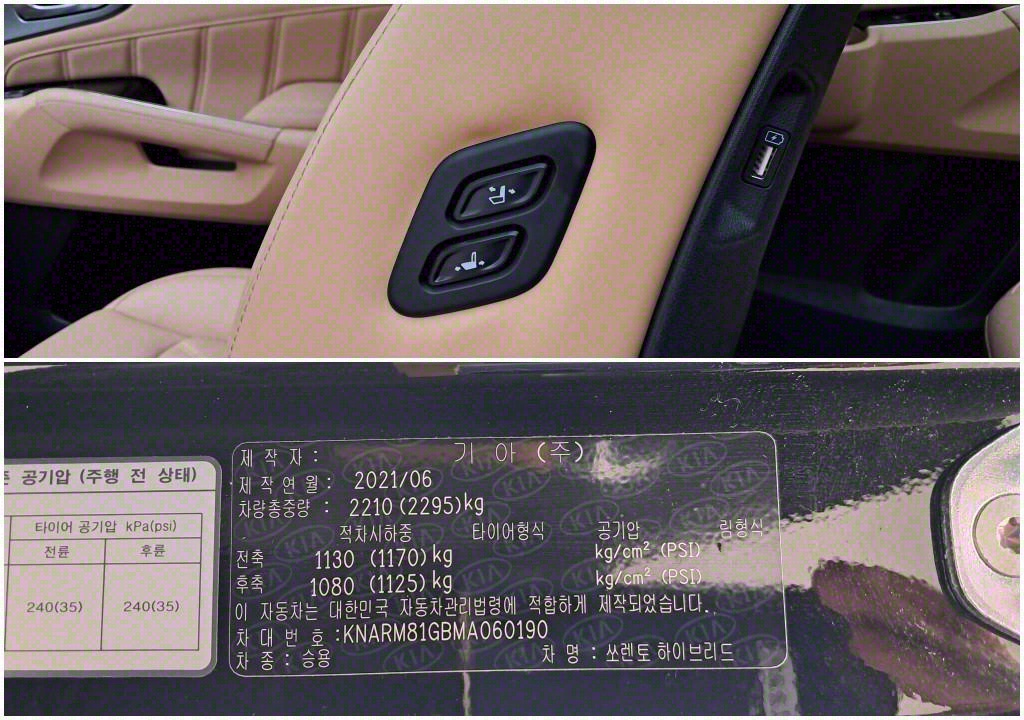 준 공기압 (주행 전 상태)
타이어 공기압 kPa(psi)
전륜 후륜
240(35) 240(35)
제 작 자 : 기 아 (주)
제 작 연 월 : 2021/06
차량총중량 : 2210 (2295)kg
적차시하중 타이어형식 공기압 림형식
전축 1130 (1170) kg kg/cm² (PSI)
후축 1080 (1125) kg kg/cm² (PSI)
이 자동차는 대한민국 자동차관리법령에 적합하게 제작되었습니다.
차 대 번 호 :KNARM81GBMA060190
차 종 : 승용 차 명 : 쏘렌토 하이브리드
KIA